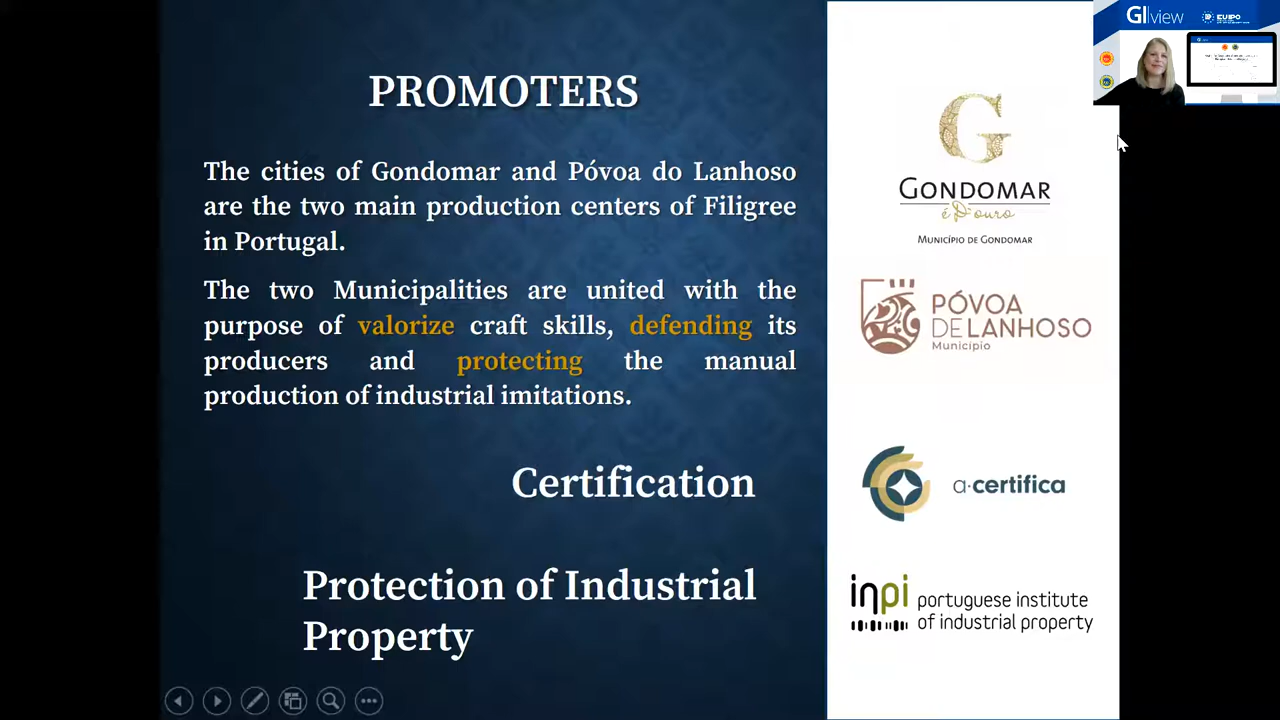 PROMOTERS
The cities of Gondomar and Póvoa do Lanhoso
are the two main production centers of Filigree
in Portugal.
The two Municipalities are united with the
purpose of valorize craft skills, defending its
producers and protecting the manual
production of industrial imitations.
Certification
Protection of Industrial
Property
G
GONDOMAR
é D'ouro
MUNICÍPIO DE GONDOMAR
PÓVOA
DE LANHOSO
Município
a·certifica
inpi
portuguese institute
of industrial property
GIview
EUIPO